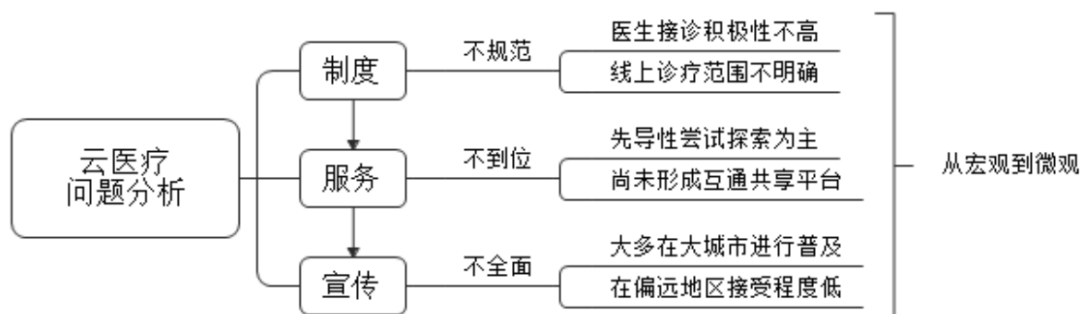 云医疗
问题分析
制度
不规范
医生接诊积极性不高
线上诊疗范围不明确
服务
不到位
先导性尝试探索为主
尚未形成互通共享平台
宣传
不全面
大多在大城市进行普及
在偏远地区接受程度低
从宏观到微观